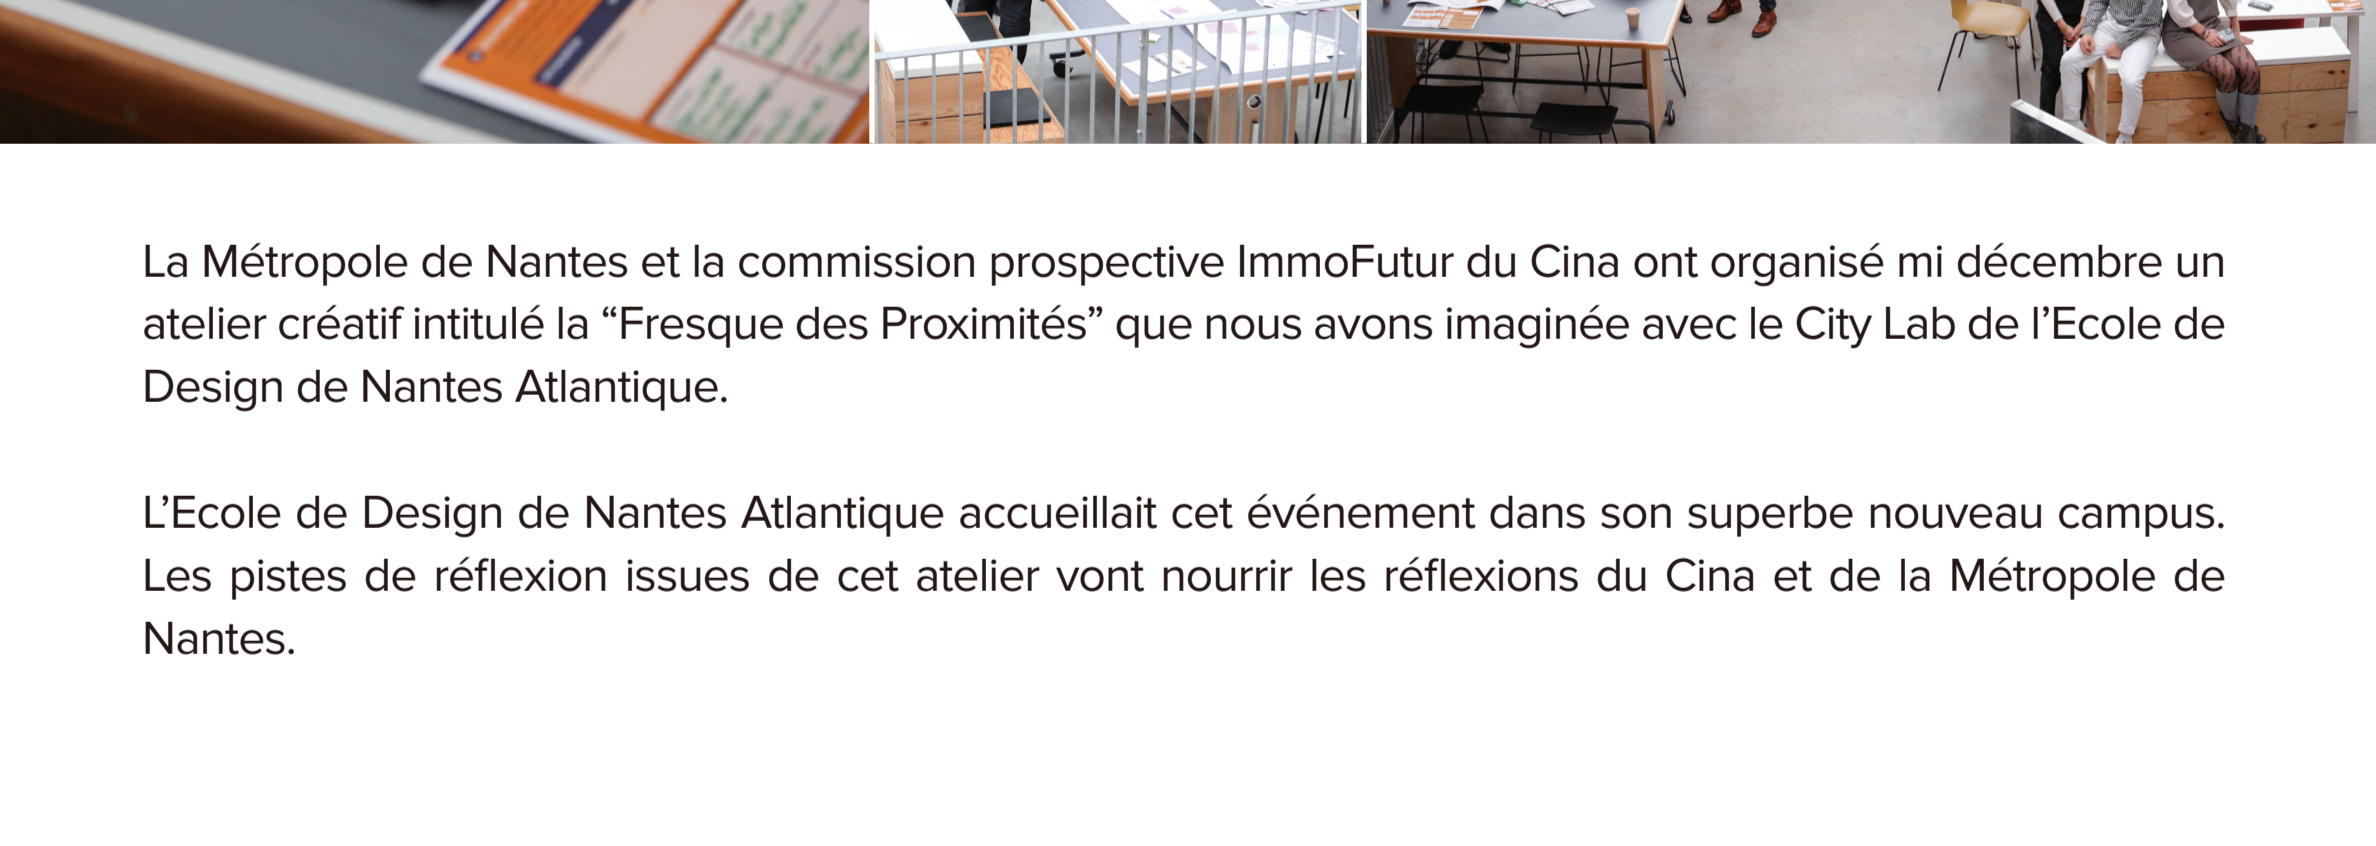 La Métropole de Nantes et la commission prospective ImmoFutur du Cina ont organisé mi décembre un
atelier créatif intitulé la “Fresque des Proximités” que nous avons imaginée avec le City Lab de l’Ecole de
Design de Nantes Atlantique.
L’Ecole de Design de Nantes Atlantique accueillait cet événement dans son superbe nouveau campus.
Les pistes de réflexion issues de cet atelier vont nourrir les réflexions du Cina et de la Métropole de
Nantes.